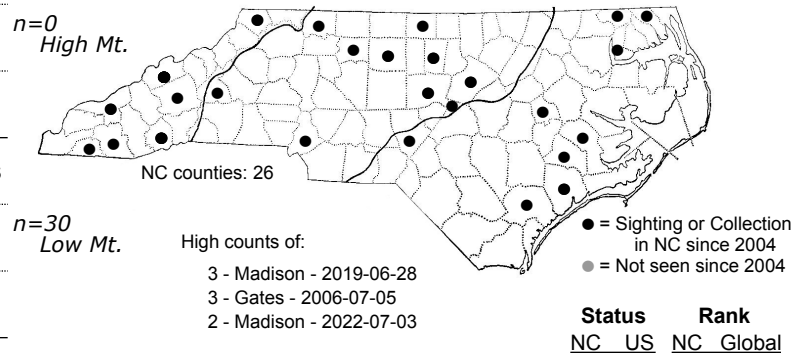 n=0
High Mt.
NC counties: 26
n=30
Low Mt.
High counts of:
3 - Madison - 2019-06-28
3 - Gates - 2006-07-05
2 - Madison - 2022-07-03
= Sighting or Collection
in NC since 2004
= Not seen since 2004
Status Rank
NC US NC Global